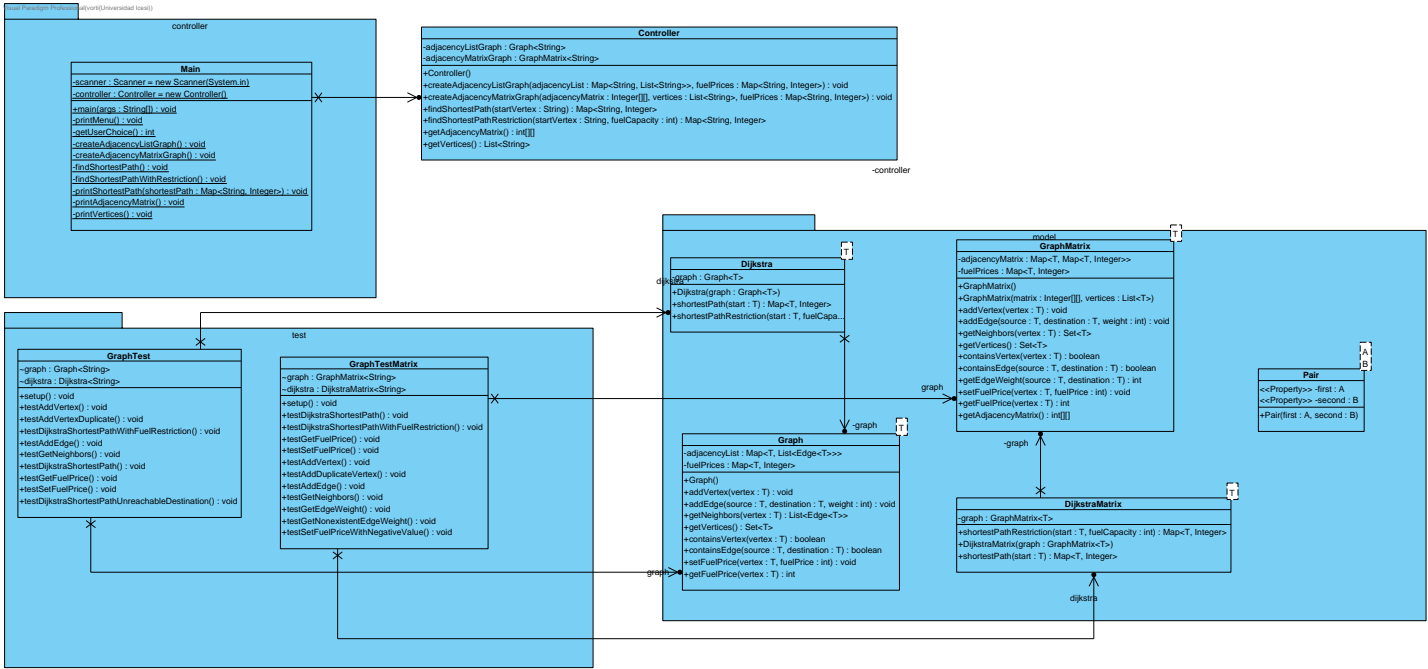 Visual Paradigm Professional(vorti(Universidad Icesi))
controller
Main
-scanner : Scanner = new Scanner(System.in)
-controller : Controller = new Controller()
+main(args : String[]) : void
-printMenu() : void
-getUserChoice() : int
-createAdjacencyListGraph() : void
-createAdjacencyMatrixGraph() : void
-findShortestPath() : void
-findShortestPathWithRestriction() : void
-printShortestPath(shortestPath : Map<String, Integer>) : void
-printAdjacencyMatrix() : void
-printVertices() : void
Controller
-adjacencyListGraph : Graph<String>
-adjacencyMatrixGraph : GraphMatrix<String>
+Controller()
+createAdjacencyListGraph(adjacencyList : Map<String, List<String>>, fuelPrices : Map<String, Integer>) : void
+createAdjacencyMatrixGraph(adjacencyMatrix : Integer[][], vertices : List<String>, fuelPrices : Map<String, Integer>) : void
+findShortestPath(startVertex : String) : Map<String, Integer>
+findShortestPathRestriction(startVertex : String, fuelCapacity : int) : Map<String, Integer>
+getAdjacencyMatrix() : int[][]
+getVertices() : List<String>
-controller
model
T
Dijkstra
-graph : Graph<T>
+Dijkstra(graph : Graph<T>)
+shortestPath(start : T) : Map<T, Integer>
+shortestPathRestriction(start : T, fuelCapa...
dijkstra
T
GraphMatrix
-adjacencyMatrix : Map<T, Map<T, Integer>>
-fuelPrices : Map<T, Integer>
+GraphMatrix()
+GraphMatrix(matrix : Integer[][], vertices : List<T>)
+addVertex(vertex : T) : void
+addEdge(source : T, destination : T, weight : int) : void
+getNeighbors(vertex : T) : Set<T>
+getVertices() : Set<T>
+containsVertex(vertex : T) : boolean
+containsEdge(source : T, destination : T) : boolean
+getEdgeWeight(source : T, destination : T) : int
+setFuelPrice(vertex : T, fuelPrice : int) : void
+getFuelPrice(vertex : T) : int
+getAdjacencyMatrix() : int[][]
graph
A
B
Pair
<<Property>> -first : A
<<Property>> -second : B
+Pair(first : A, second : B)
test
GraphTest
~graph : Graph<String>
~dijkstra : Dijkstra<String>
+setup() : void
+testAddVertex() : void
+testAddVertexDuplicate() : void
+testDijkstraShortestPathWithFuelRestriction() : void
+testAddEdge() : void
+testGetNeighbors() : void
+testDijkstraShortestPath() : void
+testGetFuelPrice() : void
+testSetFuelPrice() : void
+testDijkstraShortestPathUnreachableDestination() : void
GraphTestMatrix
~graph : GraphMatrix<String>
~dijkstra : DijkstraMatrix<String>
+setup() : void
+testDijkstraShortestPath() : void
+testDijkstraShortestPathWithFuelRestriction() : void
+testGetFuelPrice() : void
+testSetFuelPrice() : void
+testAddVertex() : void
+testAddDuplicateVertex() : void
+testAddEdge() : void
+testGetNeighbors() : void
+testGetEdgeWeight() : void
+testGetNonexistentEdgeWeight() : void
+testSetFuelPriceWithNegativeValue() : void
-graph
T
Graph
-adjacencyList : Map<T, List<Edge<T>>>
-fuelPrices : Map<T, Integer>
+Graph()
+addVertex(vertex : T) : void
+addEdge(source : T, destination : T, weight : int) : void
+getNeighbors(vertex : T) : List<Edge<T>>
+getVertices() : Set<T>
+containsVertex(vertex : T) : boolean
+containsEdge(source : T, destination : T) : boolean
+setFuelPrice(vertex : T, fuelPrice : int) : void
+getFuelPrice(vertex : T) : int
graph
-graph
T
DijkstraMatrix
-graph : GraphMatrix<T>
+shortestPathRestriction(start : T, fuelCapacity : int) : Map<T, Integer>
+DijkstraMatrix(graph : GraphMatrix<T>)
+shortestPath(start : T) : Map<T, Integer>
dijkstra